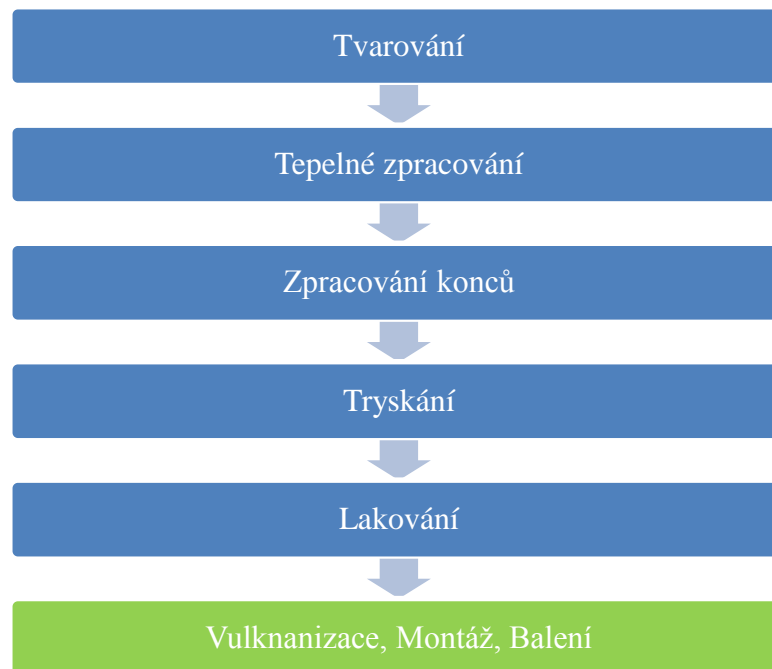 Tvarování
Tepelné zpracování
Zpracování konců
Tryskání
Lakování
Vulknanizace, Montáž, Balení